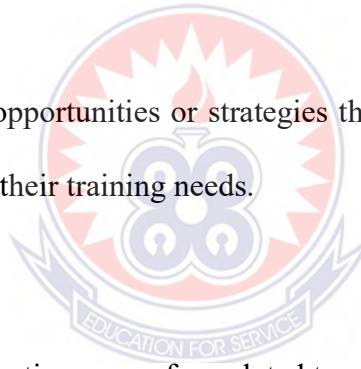 opportunities or strategies th
their training needs.
EDUCATION FOR SERVICE